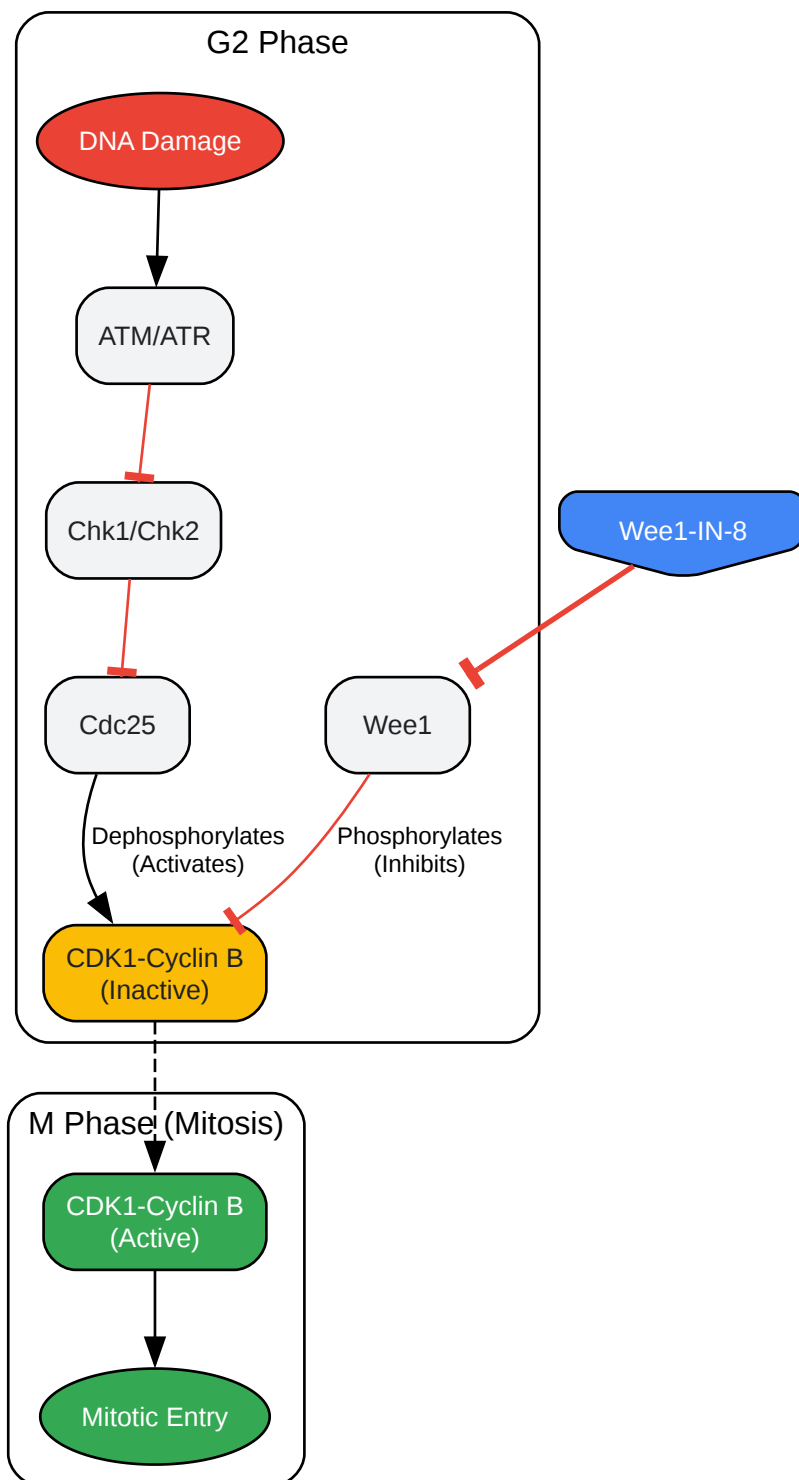 G2 Phase
DNA Damage
ATM/ATR
Chk1/Chk2
Wee1-IN-8
Cdc25
Wee1
Dephosphorylates
(Activates)
Phosphorylates
(Inhibits)
CDK1-Cyclin B
(Inactive)
M Phase (Mitosis)
CDK1-Cyclin B
(Active)
Mitotic Entry